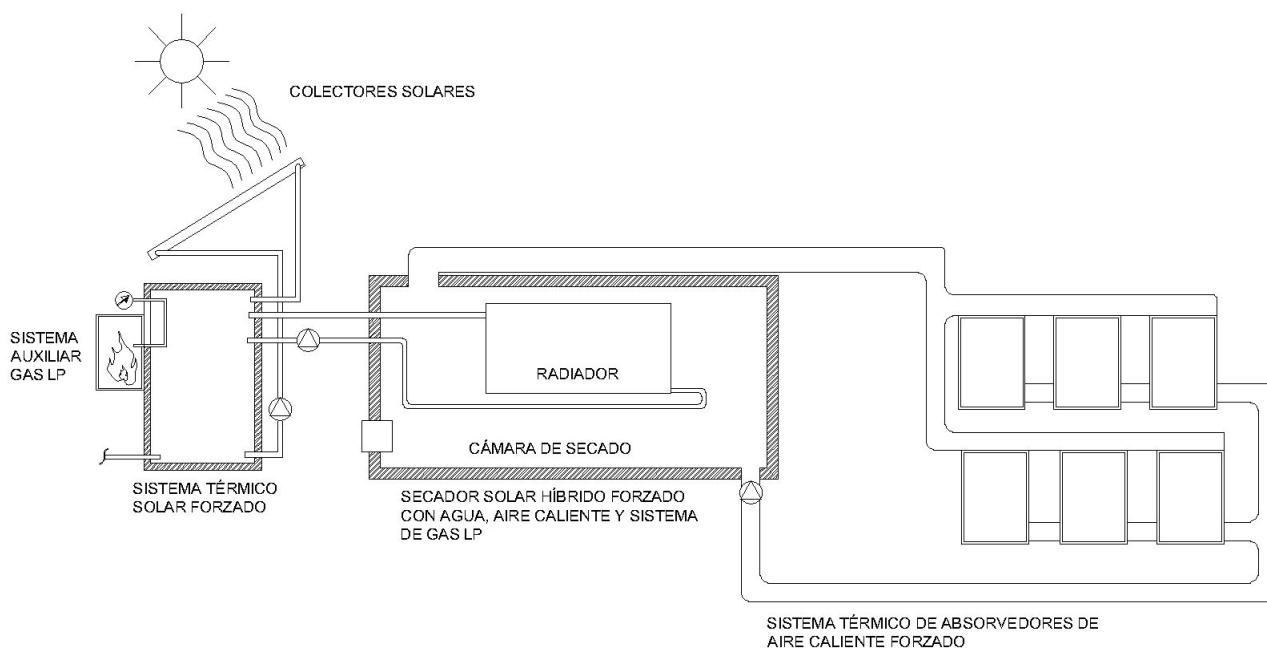 COLECTORES SOLARES
SISTEMA
AUXILIAR
GAS LP
RADIADOR
CÁMARA DE SECADO
SISTEMA TÉRMICO
SOLAR FORZADO
SECADOR SOLAR HÍBRIDO FORZADO
CON AGUA, AIRE CALIENTE Y SISTEMA
DE GAS LP
SISTEMA TÉRMICO DE ABSORVEDORES DE
AIRE CALIENTE FORZADO